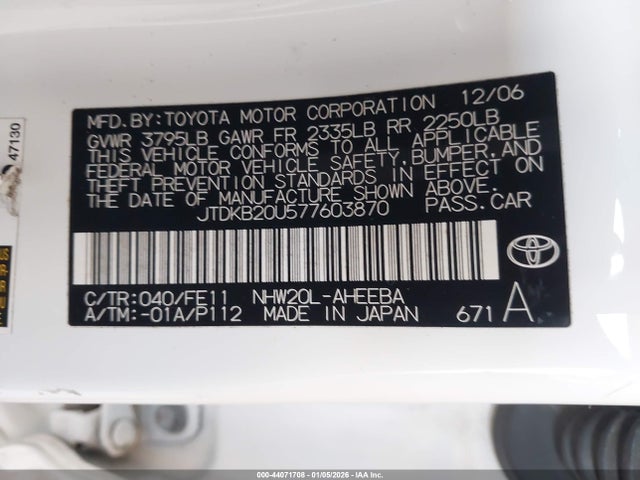 MFD. BY: TOYOTA MOTOR CORPORATION 12/06
GVWR 3795LB GAWR FR 2335LB RR 2250LB
THIS VEHICLE CONFORMS TO ALL APPLICABLE
FEDERAL MOTOR VEHICLE SAFETY, BUMPER, AND
THEFT PREVENTION STANDARDS IN EFFECT ON
THE DATE OF MANUFACTURE SHOWN ABOVE.
JTDKB20U577603870 PASS. CAR
C/TR: 040/FE11 NHW20L-AHEEBA
A/TM: -01A/P112 MADE IN JAPAN 671 A
47130
000-44071708 - 01/05/2026 - IAAI.COM